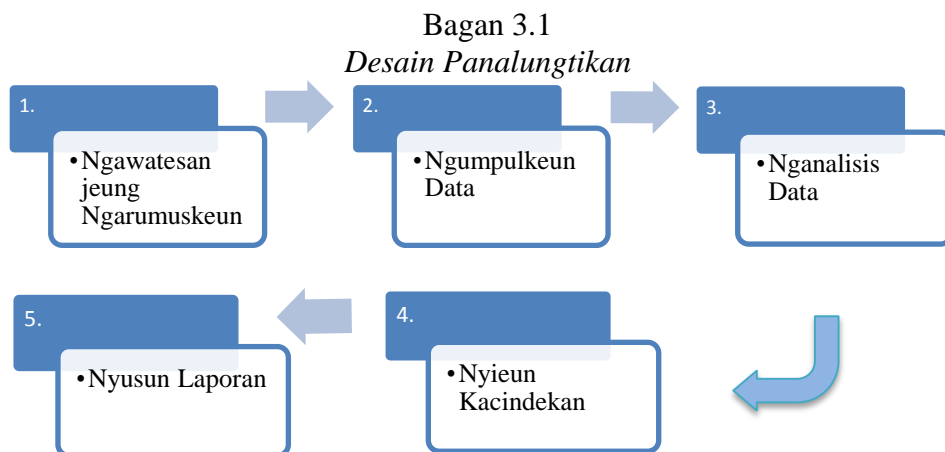 Bagan 3.1
Desain Panalungtikan
1.
•Ngawatesan
jeung
Ngarumuskeun
2.
•Ngumpulkeun
Data
3.
•Nganalisis
Data
4.
•Nyieun
Kacindekan
5.
•Nyusun Laporan